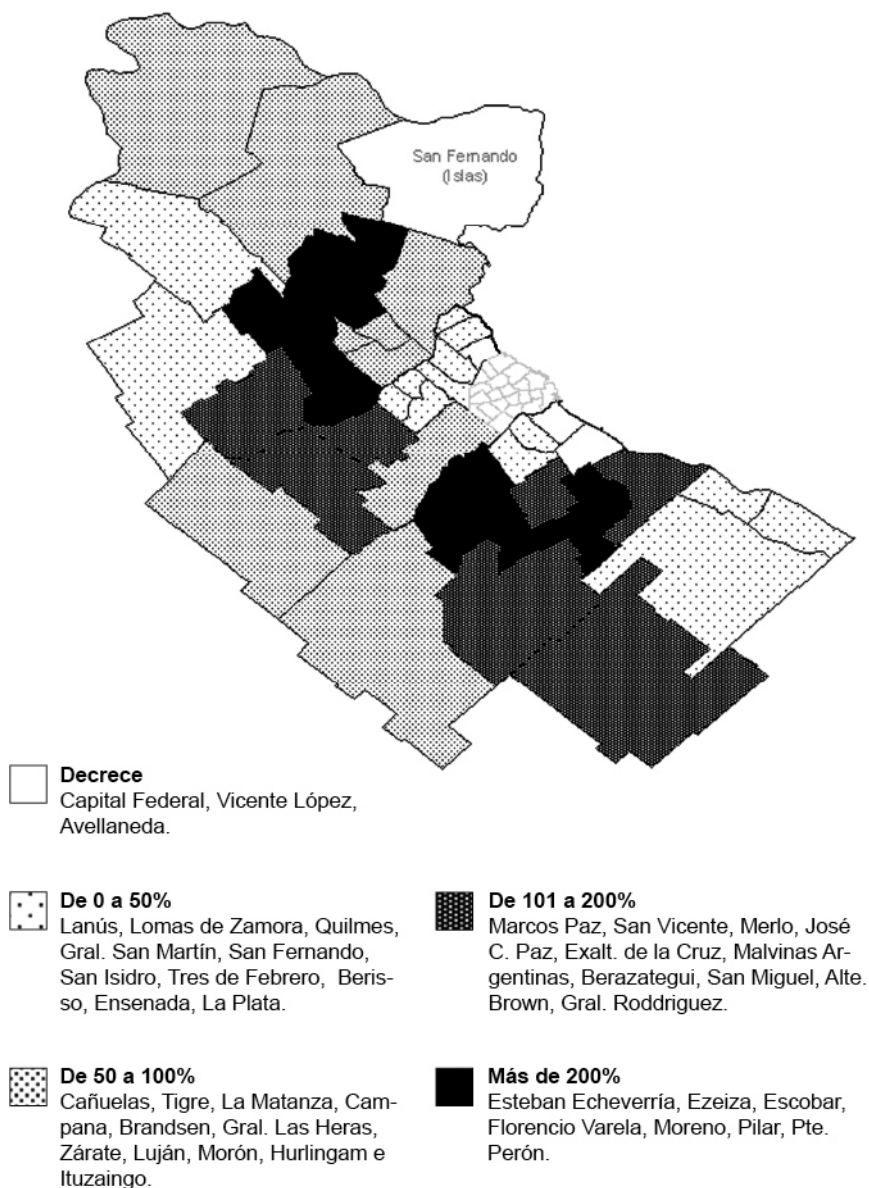 San Fernando
(Islas)
Decrece
Capital Federal, Vicente López,
Avellaneda.
De 0 a 50%
Lanús, Lomas de Zamora, Quilmes,
Gral. San Martín, San Fernando,
San Isidro, Tres de Febrero, Beris-
so, Ensenada, La Plata.
De 50 a 100%
Cañuelas, Tigre, La Matanza, Cam-
pana, Brandsen, Gral. Las Heras,
Zárate, Luján, Morón, Hurlingam e
Ituzaingo.
De 101 a 200%
Marcos Paz, San Vicente, Merlo, José
C. Paz, Exalt. de la Cruz, Malvinas Ar-
gentinas, Berazategui, San Miguel, Alte.
Brown, Gral. Roddriguez.
Más de 200%
Esteban Echeverría, Ezeiza, Escobar,
Florencio Varela, Moreno, Pilar, Pte.
Perón.